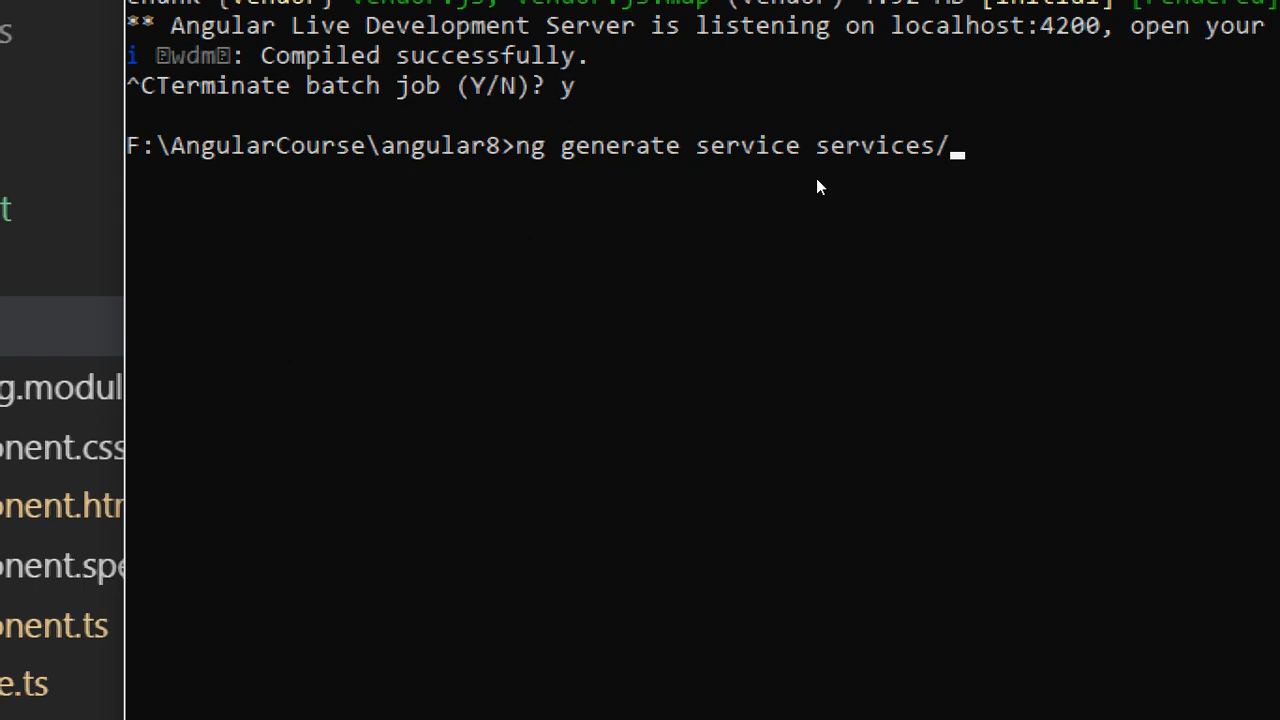 ** Angular Live Development Server is listening on localhost:4200, open your
i wdm: Compiled successfully.
^CTerminate batch job (Y/N)? y
F:\AngularCourse\angular8>ng generate service services/
s
t
g.modul
onent.css
onent.htm
onent.spe
onent.ts
e.ts